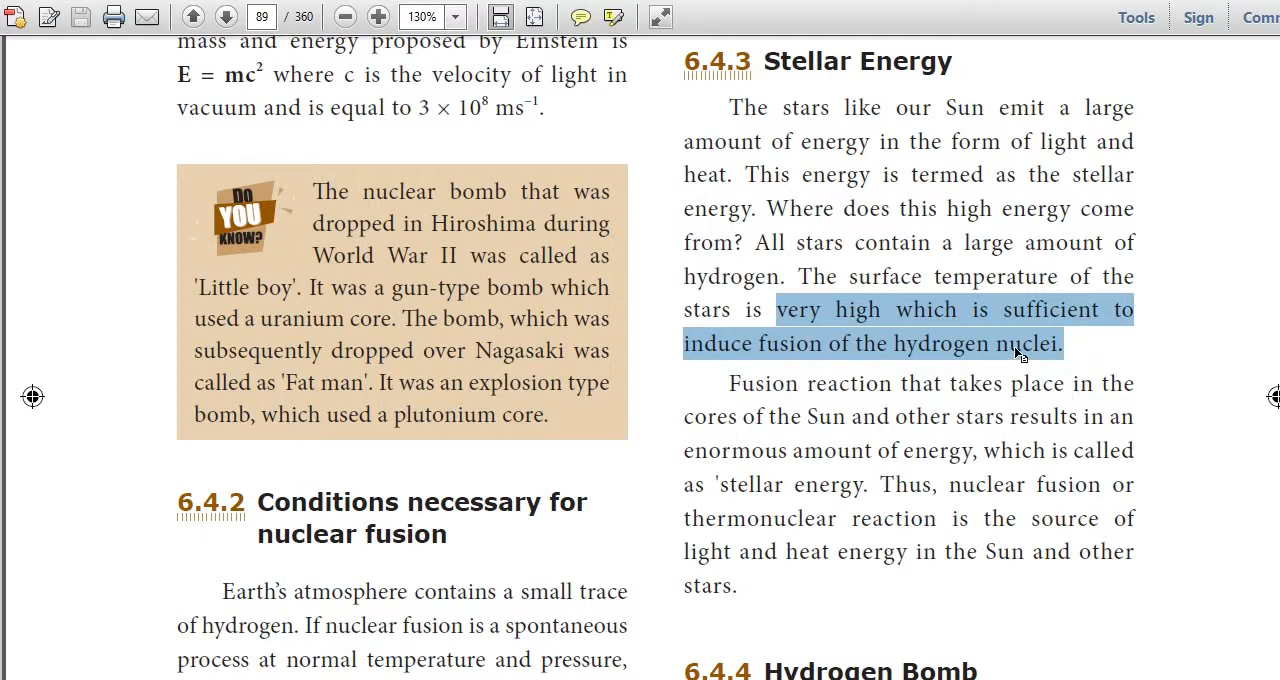 89 / 360 130% Tools Sign Comm
mass and energy proposed by Einstein is
E = mc² where c is the velocity of light in
vacuum and is equal to 3 × 10⁸ ms⁻¹.
DO
YOU
KNOW?
The nuclear bomb that was
dropped in Hiroshima during
World War II was called as
'Little boy'. It was a gun-type bomb which
used a uranium core. The bomb, which was
subsequently dropped over Nagasaki was
called as 'Fat man'. It was an explosion type
bomb, which used a plutonium core.
6.4.2 Conditions necessary for
nuclear fusion
Earth's atmosphere contains a small trace
of hydrogen. If nuclear fusion is a spontaneous
process at normal temperature and pressure,
6.4.3 Stellar Energy
The stars like our Sun emit a large
amount of energy in the form of light and
heat. This energy is termed as the stellar
energy. Where does this high energy come
from? All stars contain a large amount of
hydrogen. The surface temperature of the
stars is very high which is sufficient to
induce fusion of the hydrogen nuclei.
Fusion reaction that takes place in the
cores of the Sun and other stars results in an
enormous amount of energy, which is called
as 'stellar energy. Thus, nuclear fusion or
thermonuclear reaction is the source of
light and heat energy in the Sun and other
stars.
6.4.4 Hydrogen Bomb